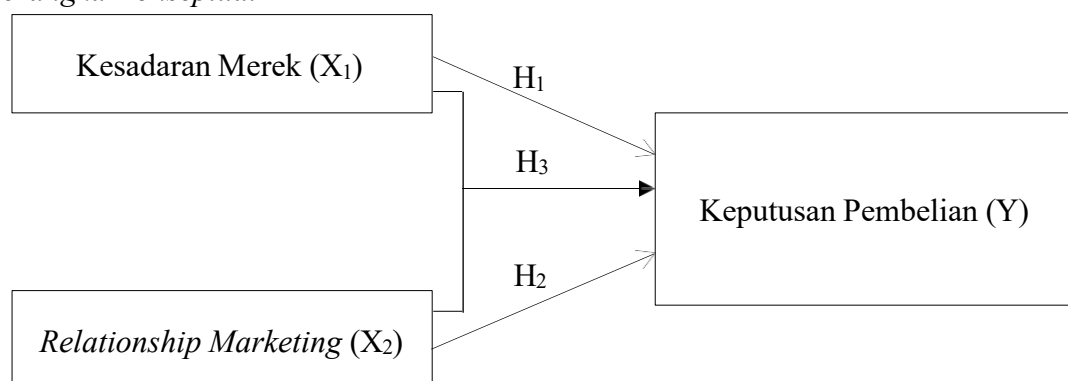 Kesadaran Merek (X₁)
H₁
H₃
Keputusan Pembelian (Y)
H₂
Relationship Marketing (X₂)